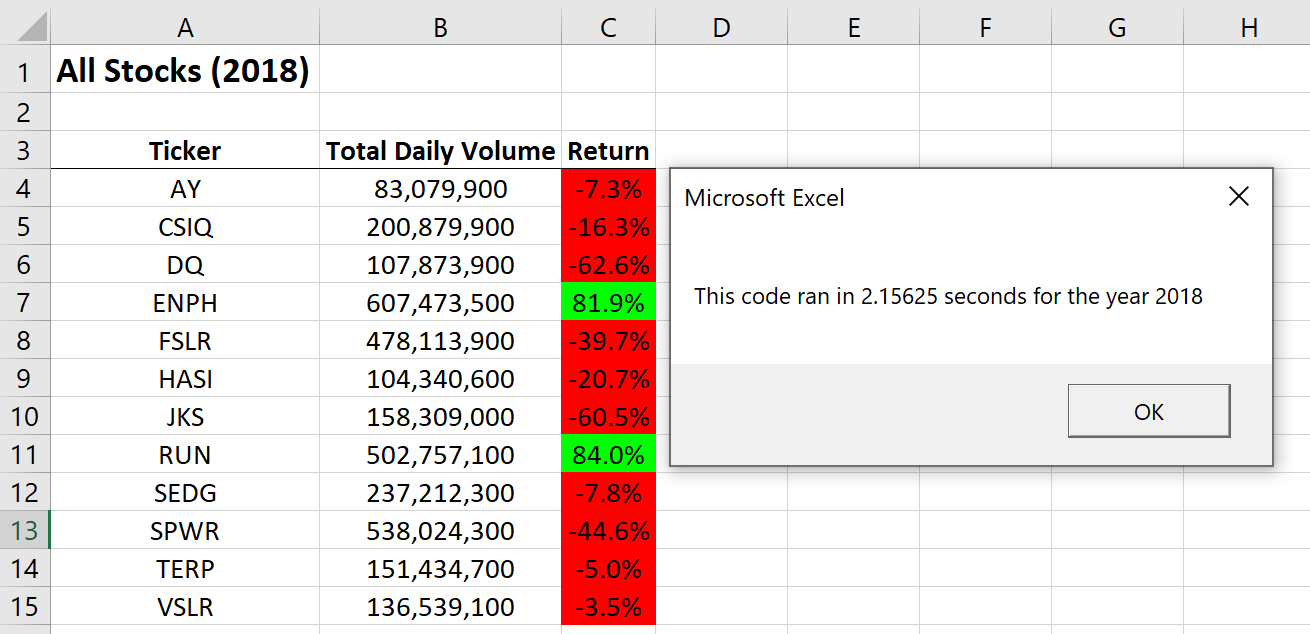 A B C D E F G H
1 All Stocks (2018)
2
3 Ticker Total Daily Volume Return
4 AY 83,079,900 -7.3%
Microsoft Excel
5 CSIQ 200,879,900 -16.3%
6 DQ 107,873,900 -62.6%
7 ENPH 607,473,500 81.9%
This code ran in 2.15625 seconds for the year 2018
8 FSLR 478,113,900 -39.7%
9 HASI 104,340,600 -20.7%
10 JKS 158,309,000 -60.5%
OK
11 RUN 502,757,100 84.0%
12 SEDG 237,212,300 -7.8%
13 SPWR 538,024,300 -44.6%
14 TERP 151,434,700 -5.0%
15 VSLR 136,539,100 -3.5%